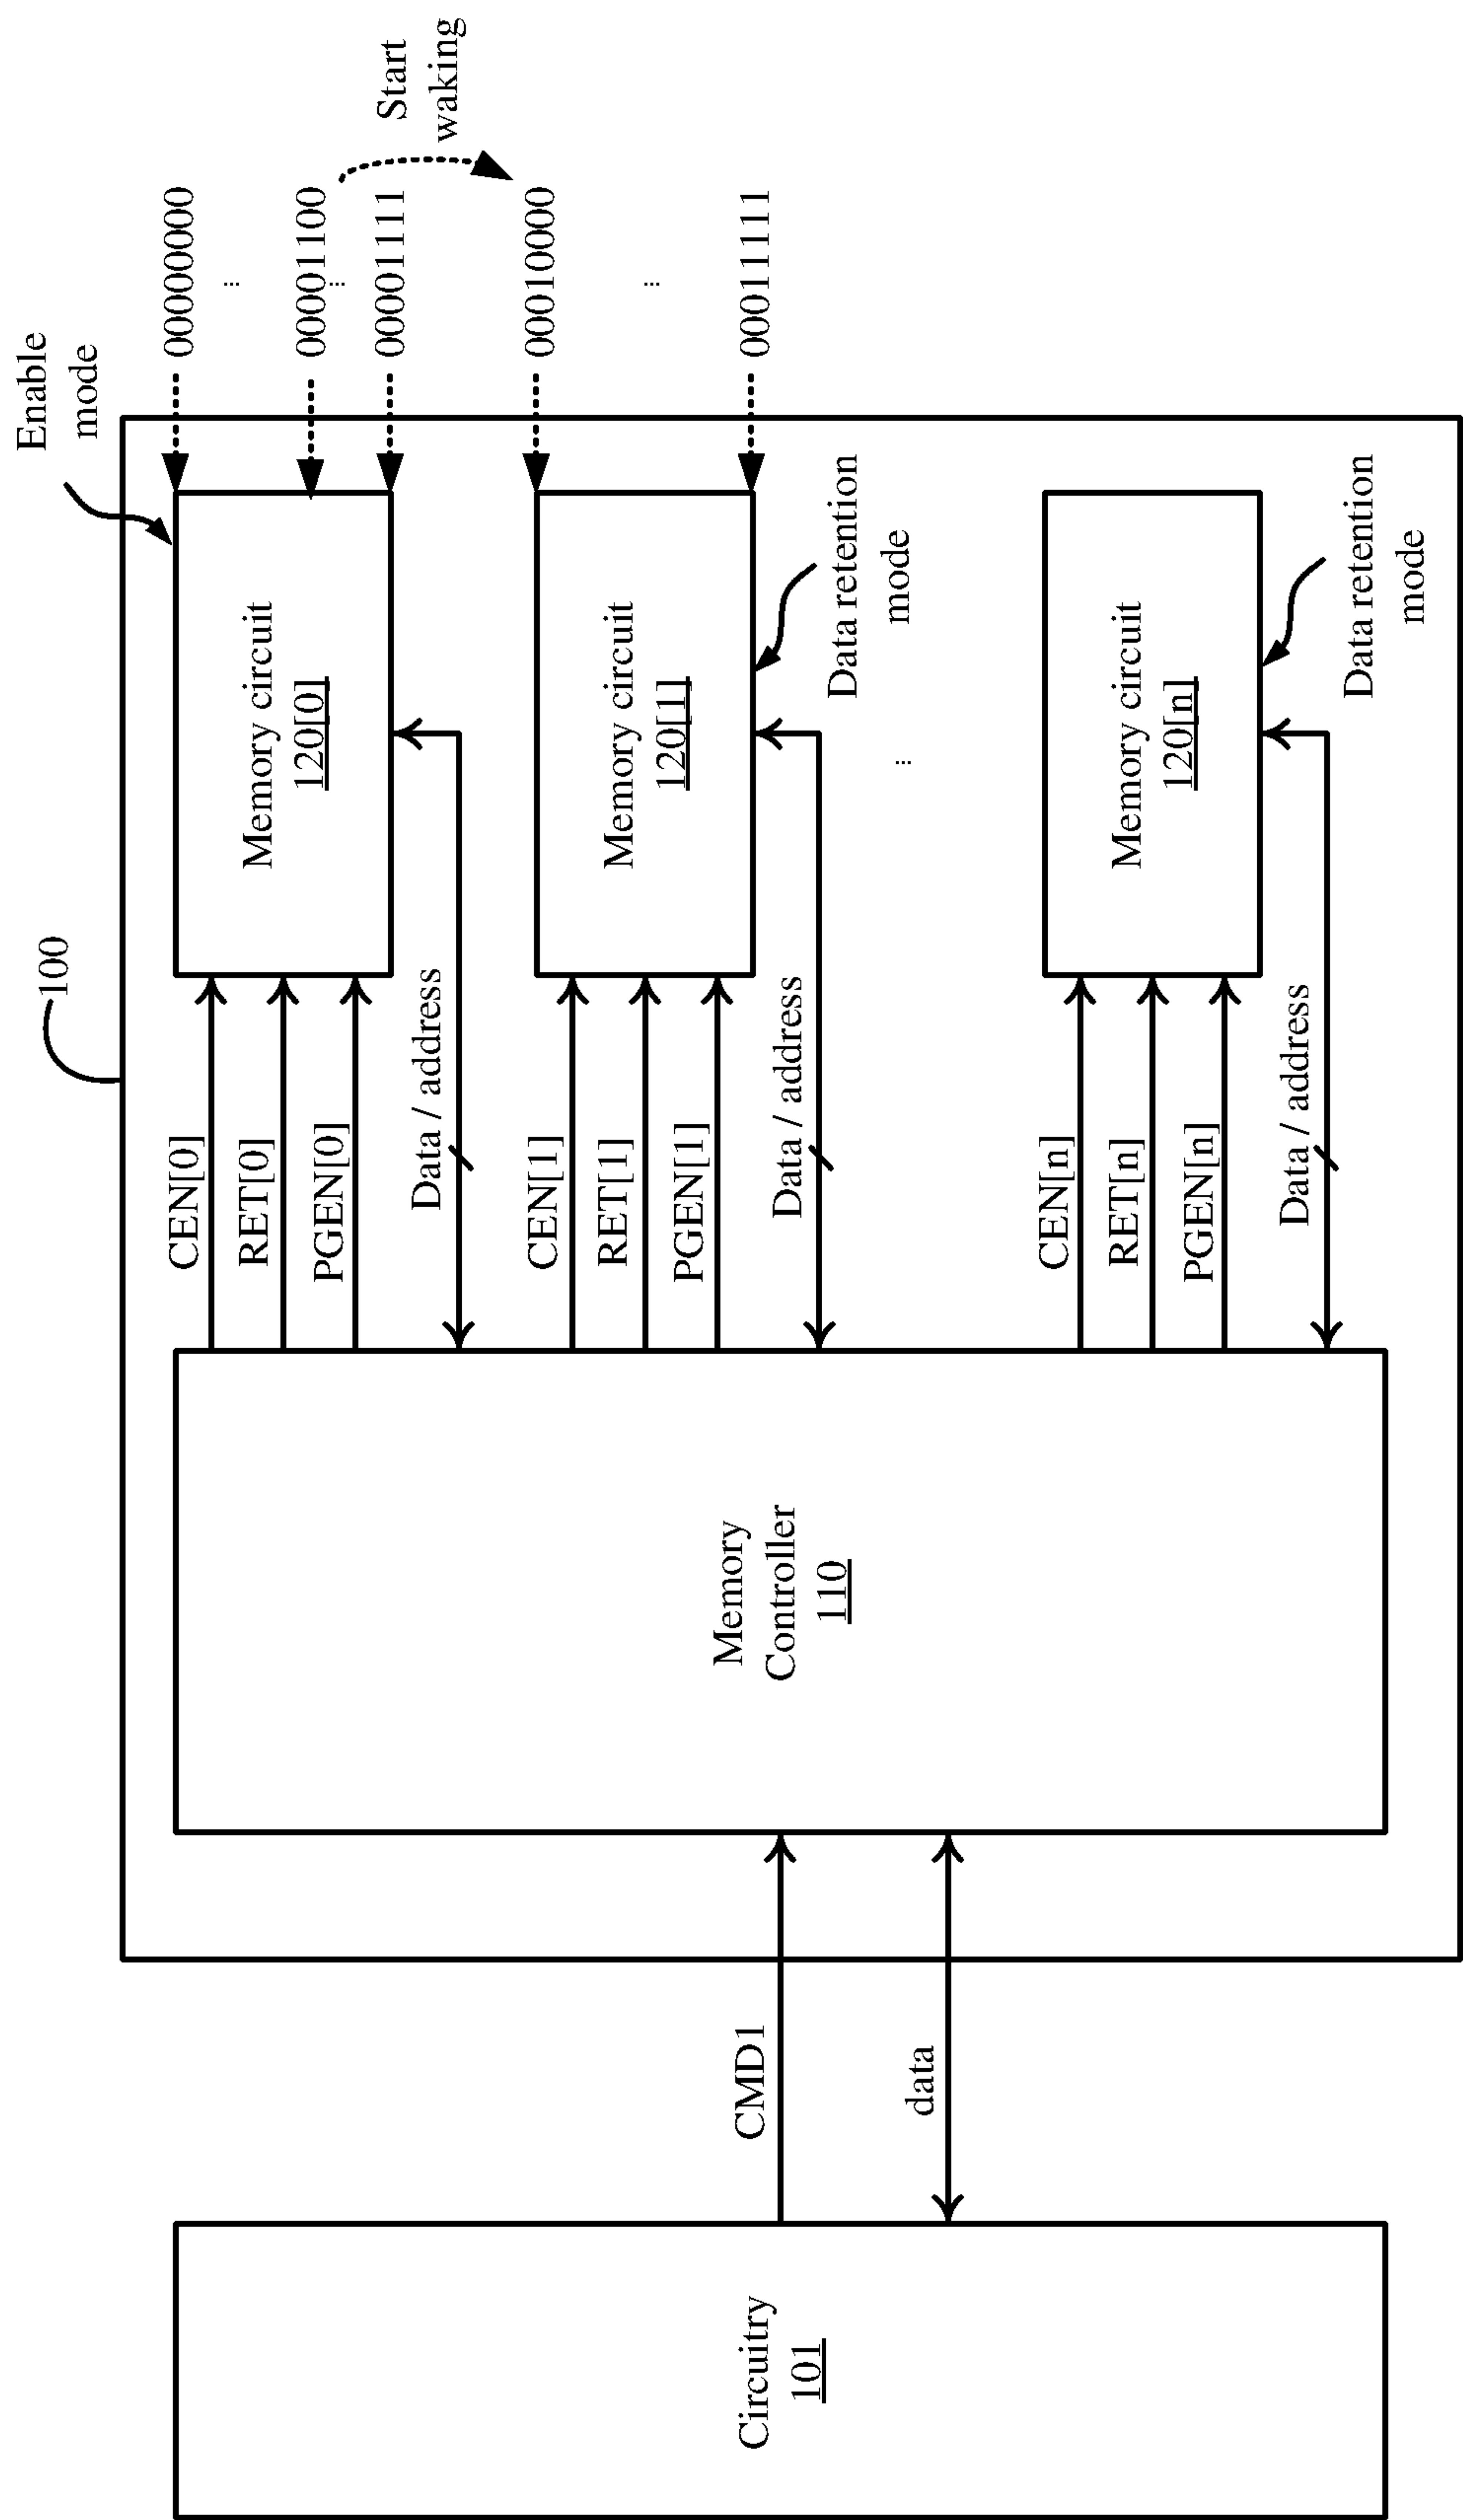 100
Circuitry
101
CMD1
data
Memory
Controller
110
CEN[0]
RET[0]
PGEN[0]
Data / address
Memory circuit
120[0]
Enable
mode
00000000
...
00001100
...
00001111
Start
waking
CEN[1]
RET[1]
PGEN[1]
Data / address
Memory circuit
120[1]
Data retention
mode
00010000
...
00011111
...
CEN[n]
RET[n]
PGEN[n]
Data / address
Memory circuit
120[n]
Data retention
mode